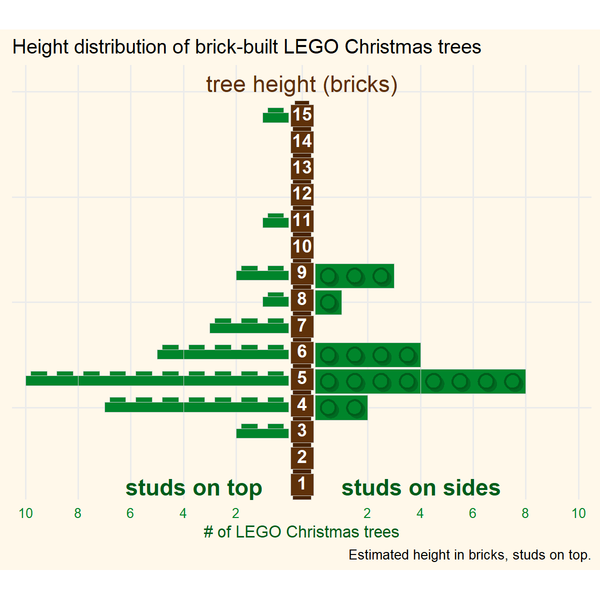 Height distribution of brick-built LEGO Christmas trees
tree height (bricks)
15
14
13
12
11
10
9
8
7
6
5
4
3
2
1
studs on top studs on sides
10 8 6 4 2 2 4 6 8 10
# of LEGO Christmas trees
Estimated height in bricks, studs on top.